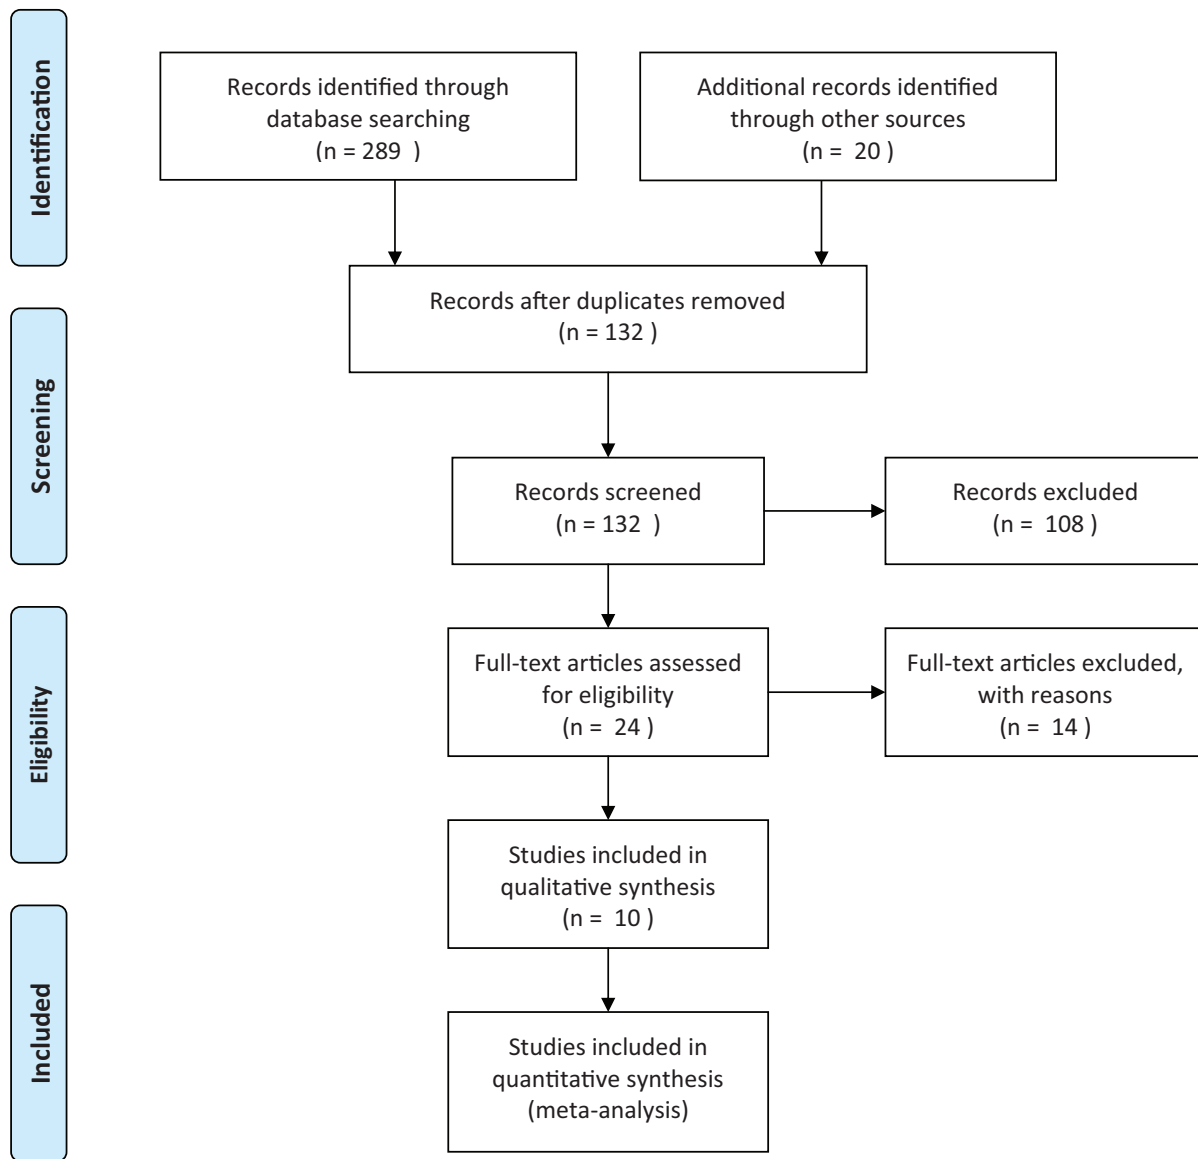 Identification
Records identified through
database searching
(n = 289  )
Additional records identified
through other sources
(n =  20 )
Records after duplicates removed
(n = 132 )
Screening
Records screened
(n = 132  )
Records excluded
(n =  108 )
Eligibility
Full-text articles assessed
for eligibility
(n =  24 )
Full-text articles excluded,
with reasons
(n =  14 )
Studies included in
qualitative synthesis
(n =  10 )
Included
Studies included in
quantitative synthesis
(meta-analysis)